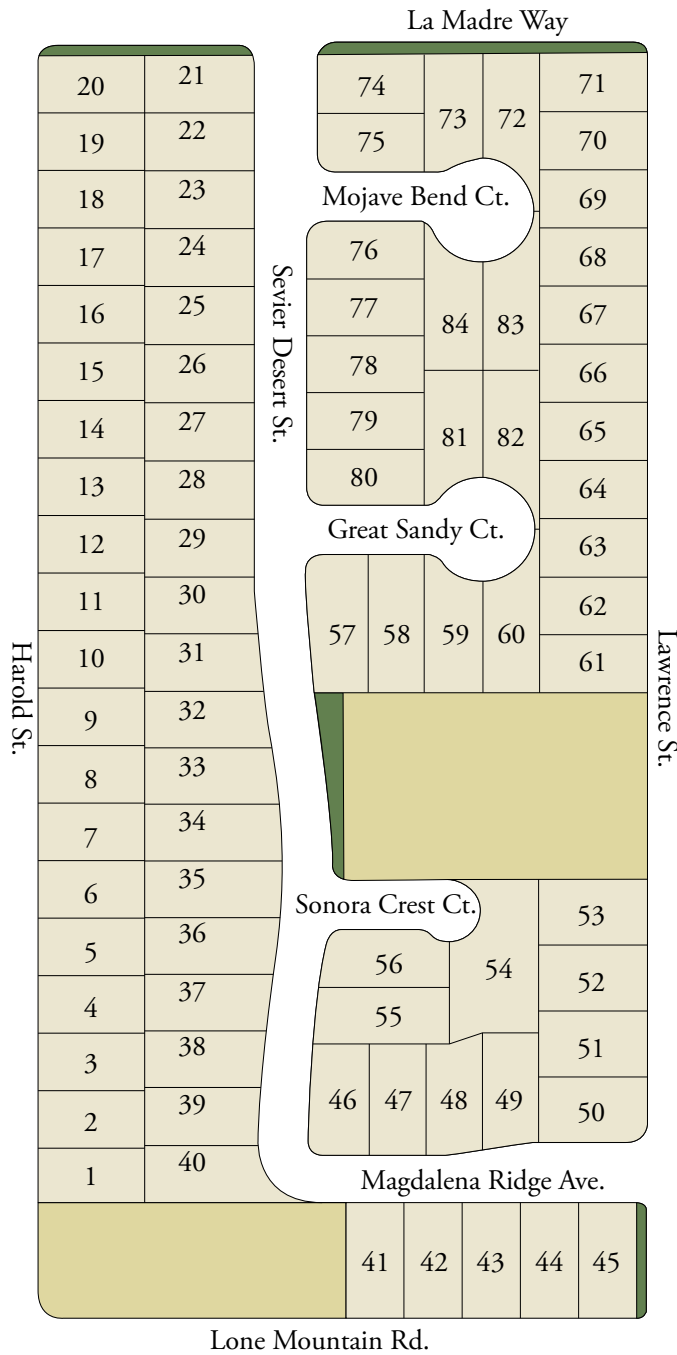 La Madre Way
20 21 74 73 72 71
19 22 75 70
18 23 Mojave Bend Ct. 69
17 24 76 68
16 25 77 84 83 67
15 26 78 66
14 27 79 81 82 65
13 28 80 64
12 29 Great Sandy Ct. 63
11 30 62
10 31 57 58 59 60 61
Sevier Desert St.
Harold St.
Lawrence St.
9 32
8 33
7 34
6 35 Sonora Crest Ct. 53
5 36 56 54 52
4 37 55
3 38 51
2 39 46 47 48 49 50
1 40 Magdalena Ridge Ave.
41 42 43 44 45
Lone Mountain Rd.